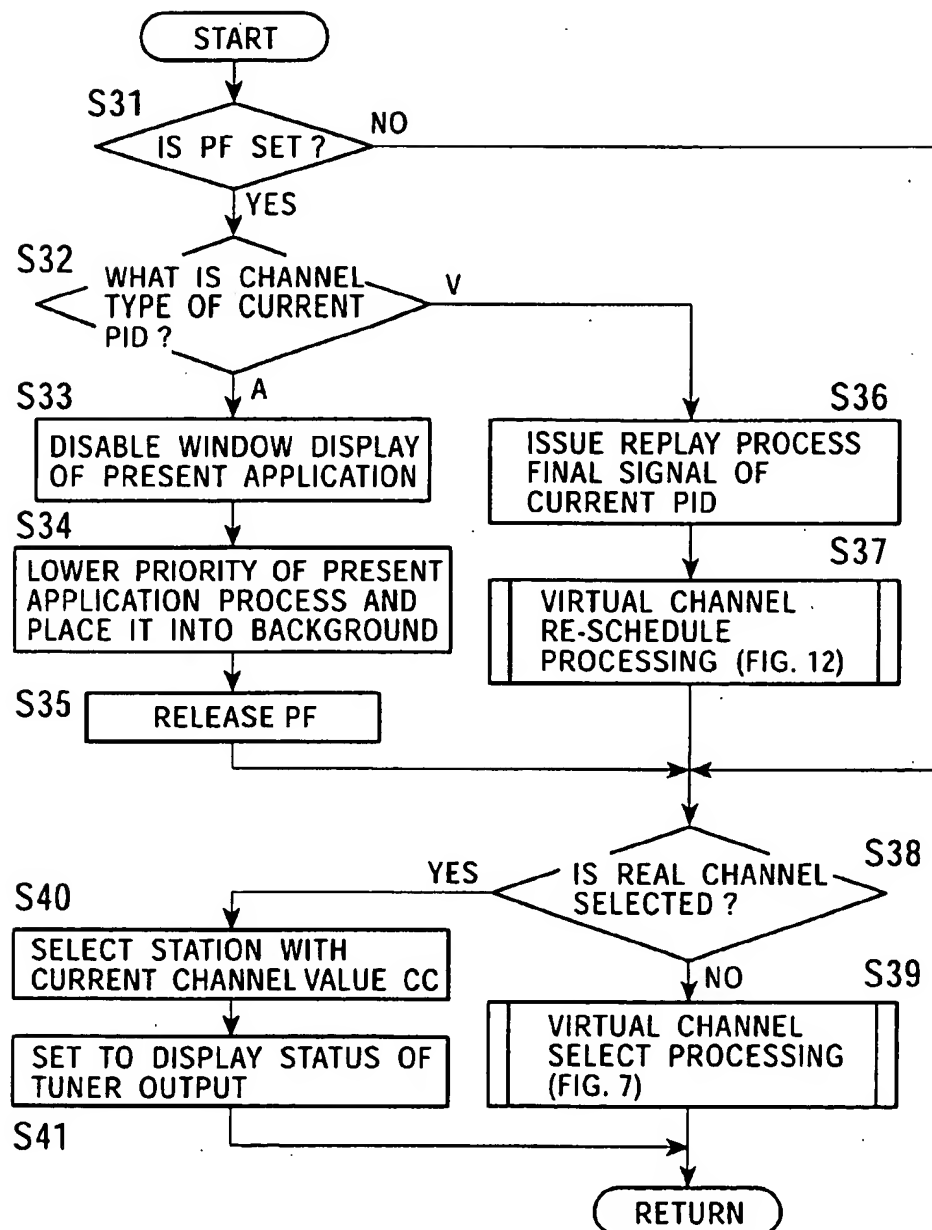 START
S31
IS PF SET ?
NO
YES
S32
WHAT IS CHANNEL
TYPE OF CURRENT
PID ?
V
A
S33
DISABLE WINDOW DISPLAY
OF PRESENT APPLICATION
S34
LOWER PRIORITY OF PRESENT
APPLICATION PROCESS AND
PLACE IT INTO BACKGROUND
S35
RELEASE PF
S36
ISSUE REPLAY PROCESS
FINAL SIGNAL OF
CURRENT PID
S37
VIRTUAL CHANNEL
RE-SCHEDULE
PROCESSING (FIG. 12)
S38
IS REAL CHANNEL
SELECTED ?
YES
NO
S40
SELECT STATION WITH
CURRENT CHANNEL VALUE CC
SET TO DISPLAY STATUS OF
TUNER OUTPUT
S41
S39
VIRTUAL CHANNEL
SELECT PROCESSING
(FIG. 7)
RETURN